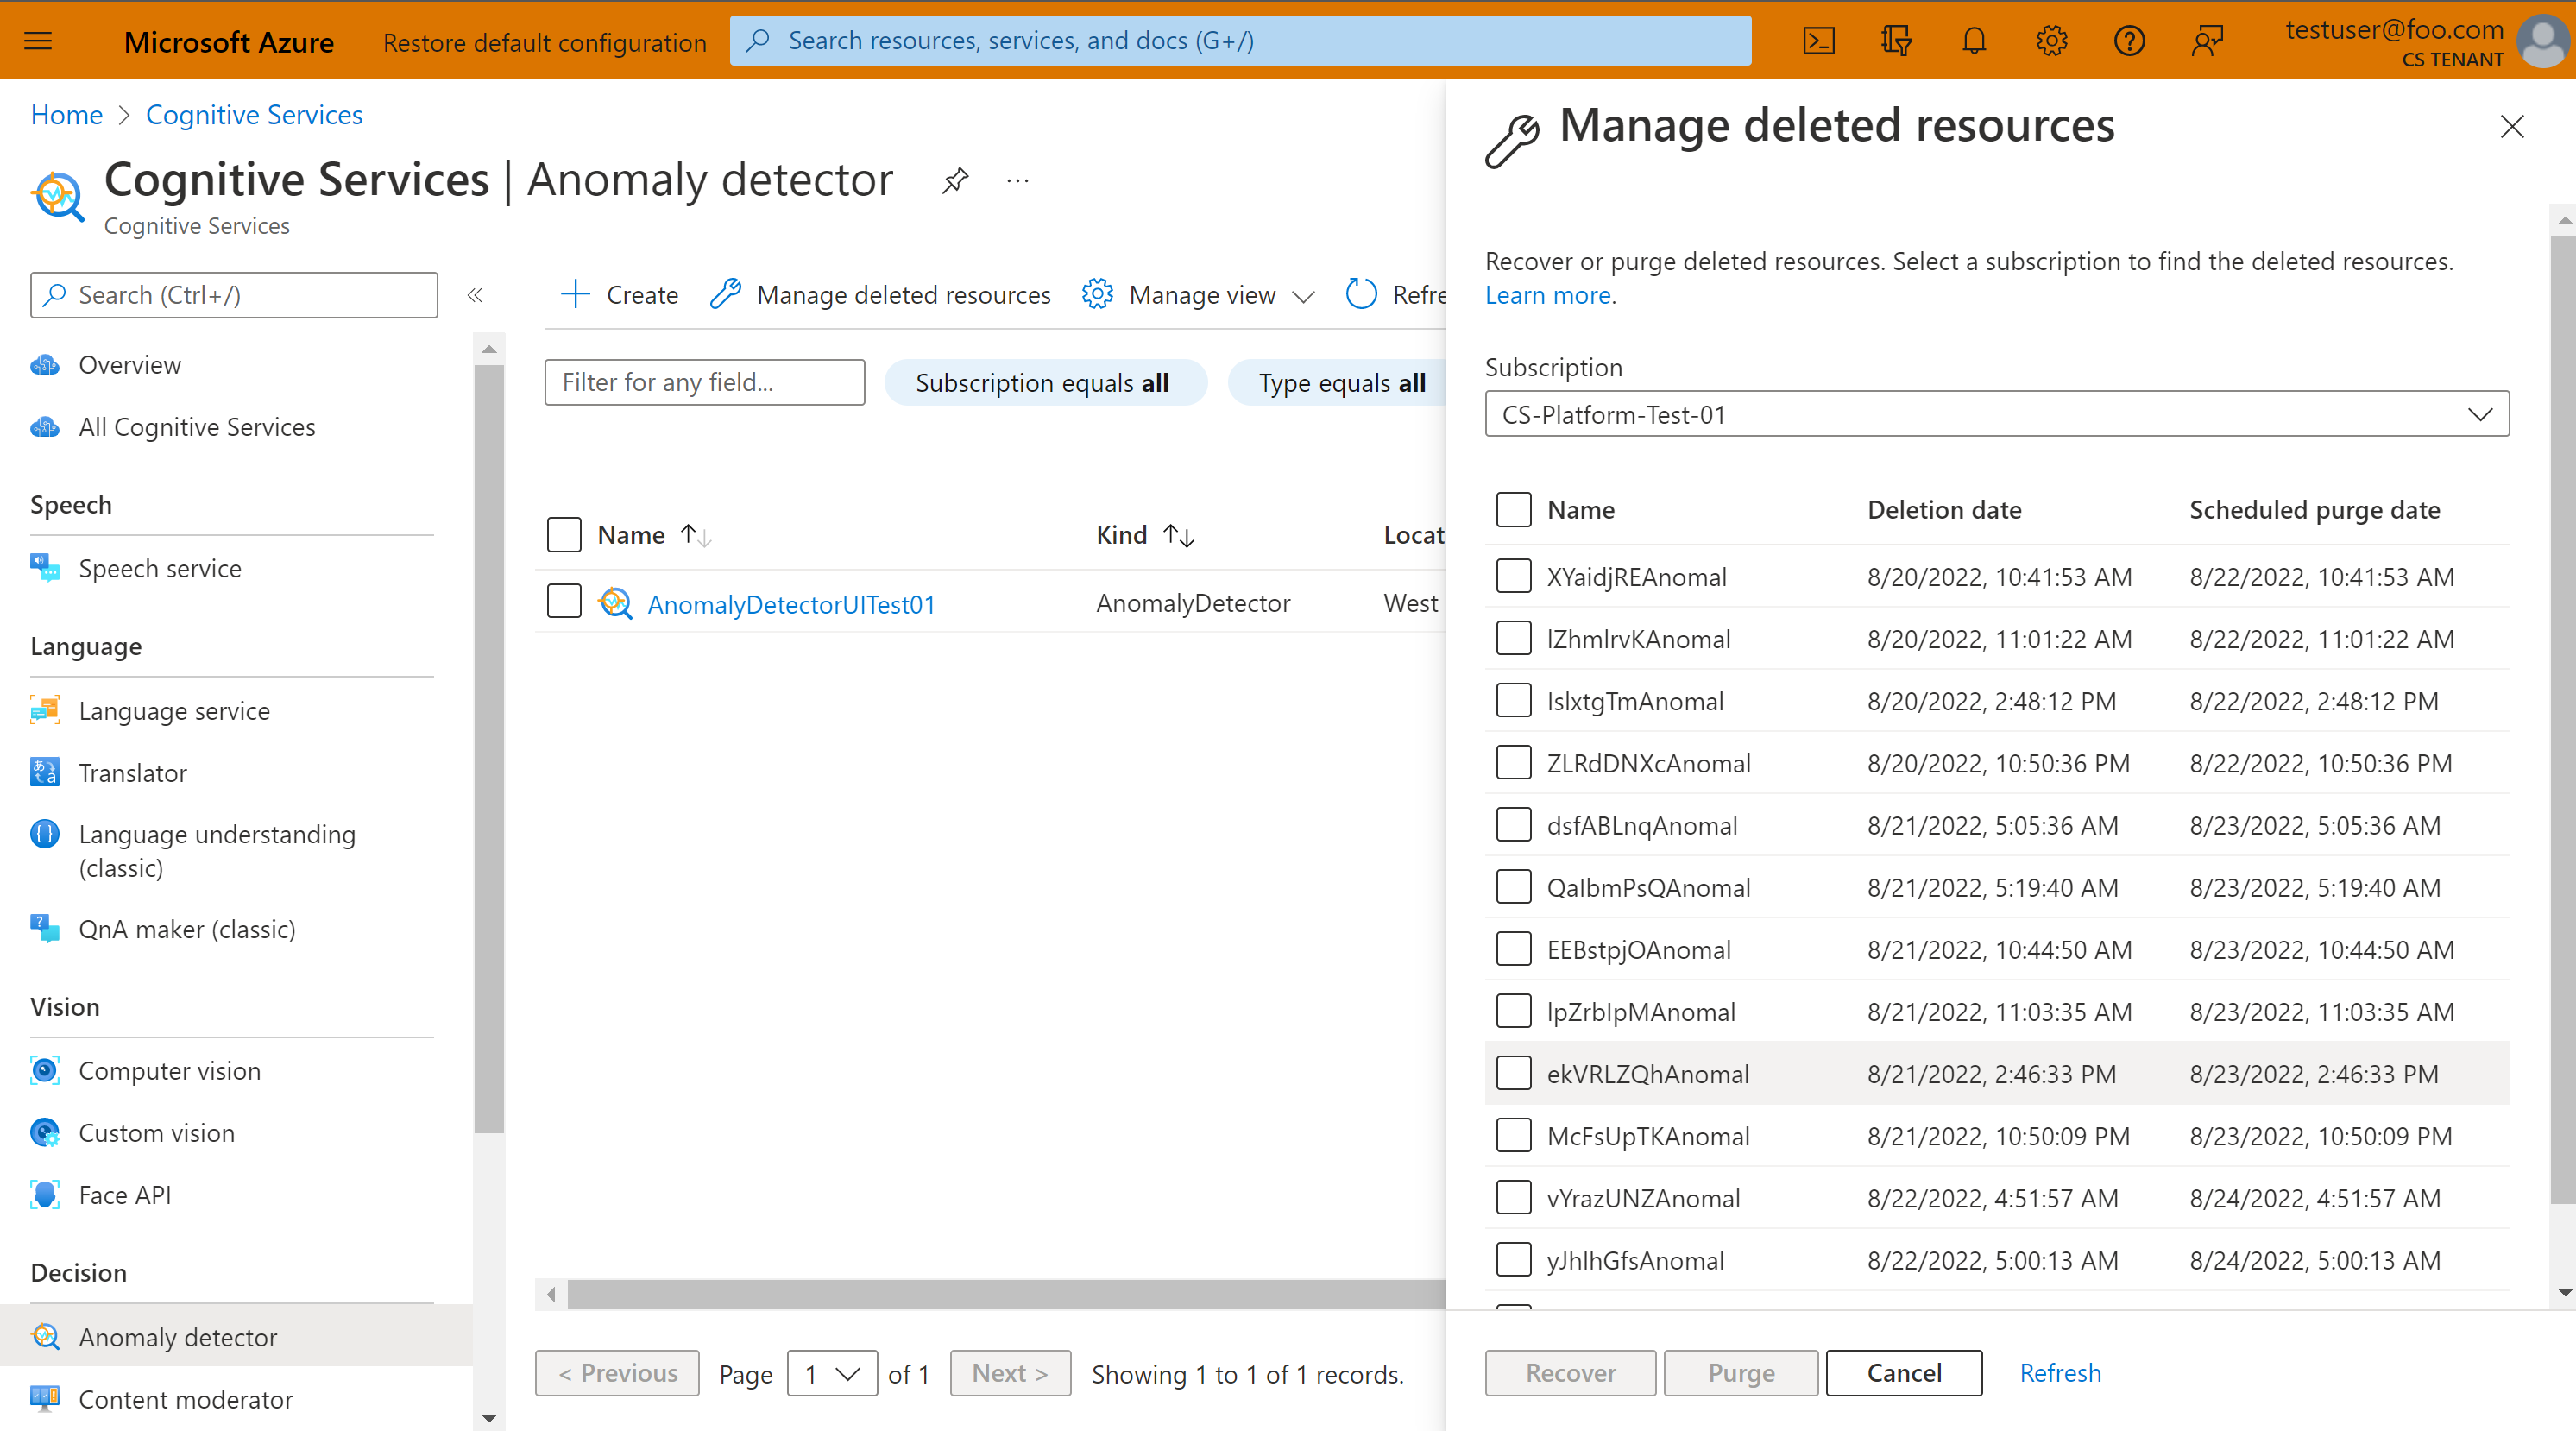 Microsoft Azure
Restore default configuration
Search resources, services, and docs (G+/)
testuser@foo.com
CS TENANT
Home > Cognitive Services
Cognitive Services | Anomaly detector
...
Cognitive Services
Search (Ctrl+/)
«
Overview
All Cognitive Services
Speech
Speech service
Language
Language service
Translator
Language understanding
(classic)
QnA maker (classic)
Vision
Computer vision
Custom vision
Face API
Decision
Anomaly detector
Content moderator
+ Create
Manage deleted resources
Manage view
Refre
Filter for any field...
Subscription equals all
Type equals all
Name ↑↓ Kind ↑↓ Locat
AnomalyDetectorUITest01 AnomalyDetector West
< Previous Page 1 of 1 Next > Showing 1 to 1 of 1 records.
Manage deleted resources
Recover or purge deleted resources. Select a subscription to find the deleted resources.
Learn more.
Subscription
CS-Platform-Test-01
Name Deletion date Scheduled purge date
XYaidjREAnomal 8/20/2022, 10:41:53 AM 8/22/2022, 10:41:53 AM
lZhmlrvKAnomal 8/20/2022, 11:01:22 AM 8/22/2022, 11:01:22 AM
IslxtgTmAnomal 8/20/2022, 2:48:12 PM 8/22/2022, 2:48:12 PM
ZLRdDNXcAnomal 8/20/2022, 10:50:36 PM 8/22/2022, 10:50:36 PM
dsfABLnqAnomal 8/21/2022, 5:05:36 AM 8/23/2022, 5:05:36 AM
QaIbmPsQAnomal 8/21/2022, 5:19:40 AM 8/23/2022, 5:19:40 AM
EEBstpjOAnomal 8/21/2022, 10:44:50 AM 8/23/2022, 10:44:50 AM
lpZrbIpMAnomal 8/21/2022, 11:03:35 AM 8/23/2022, 11:03:35 AM
ekVRLZQhAnomal 8/21/2022, 2:46:33 PM 8/23/2022, 2:46:33 PM
McFsUpTKAnomal 8/21/2022, 10:50:09 PM 8/23/2022, 10:50:09 PM
vYrazUNZAnomal 8/22/2022, 4:51:57 AM 8/24/2022, 4:51:57 AM
yJhlhGfsAnomal 8/22/2022, 5:00:13 AM 8/24/2022, 5:00:13 AM
Recover Purge Cancel Refresh